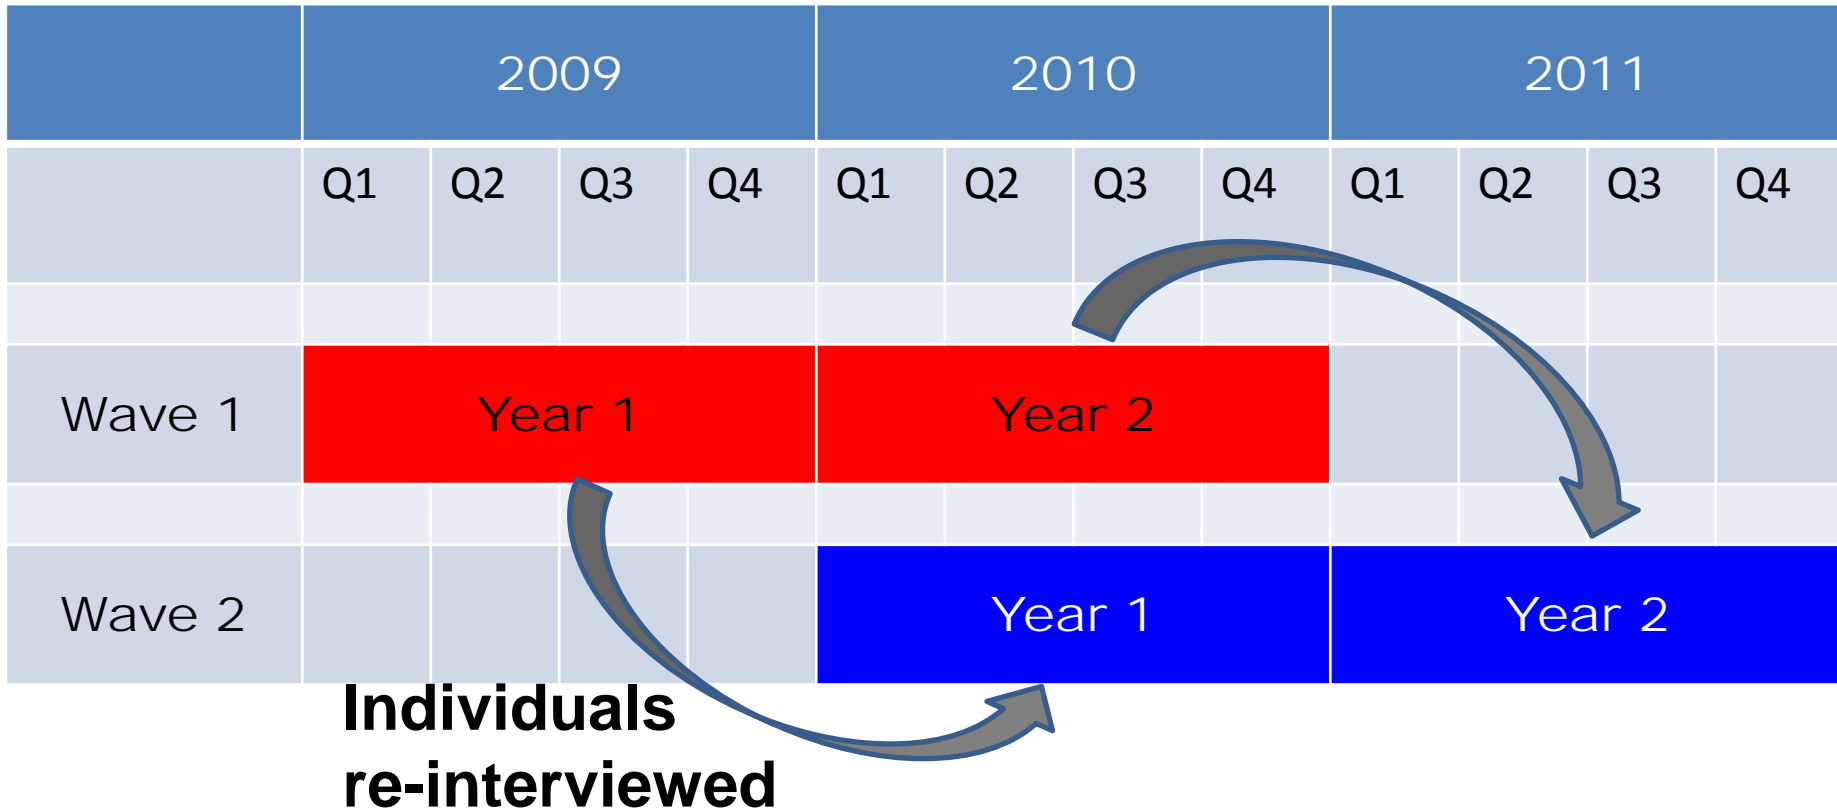 2009 2010 2011
Q1 Q2 Q3 Q4 Q1 Q2 Q3 Q4 Q1 Q2 Q3 Q4
Wave 1 Year 1 Year 2
Wave 2 Year 1 Year 2
Individuals
re-interviewed